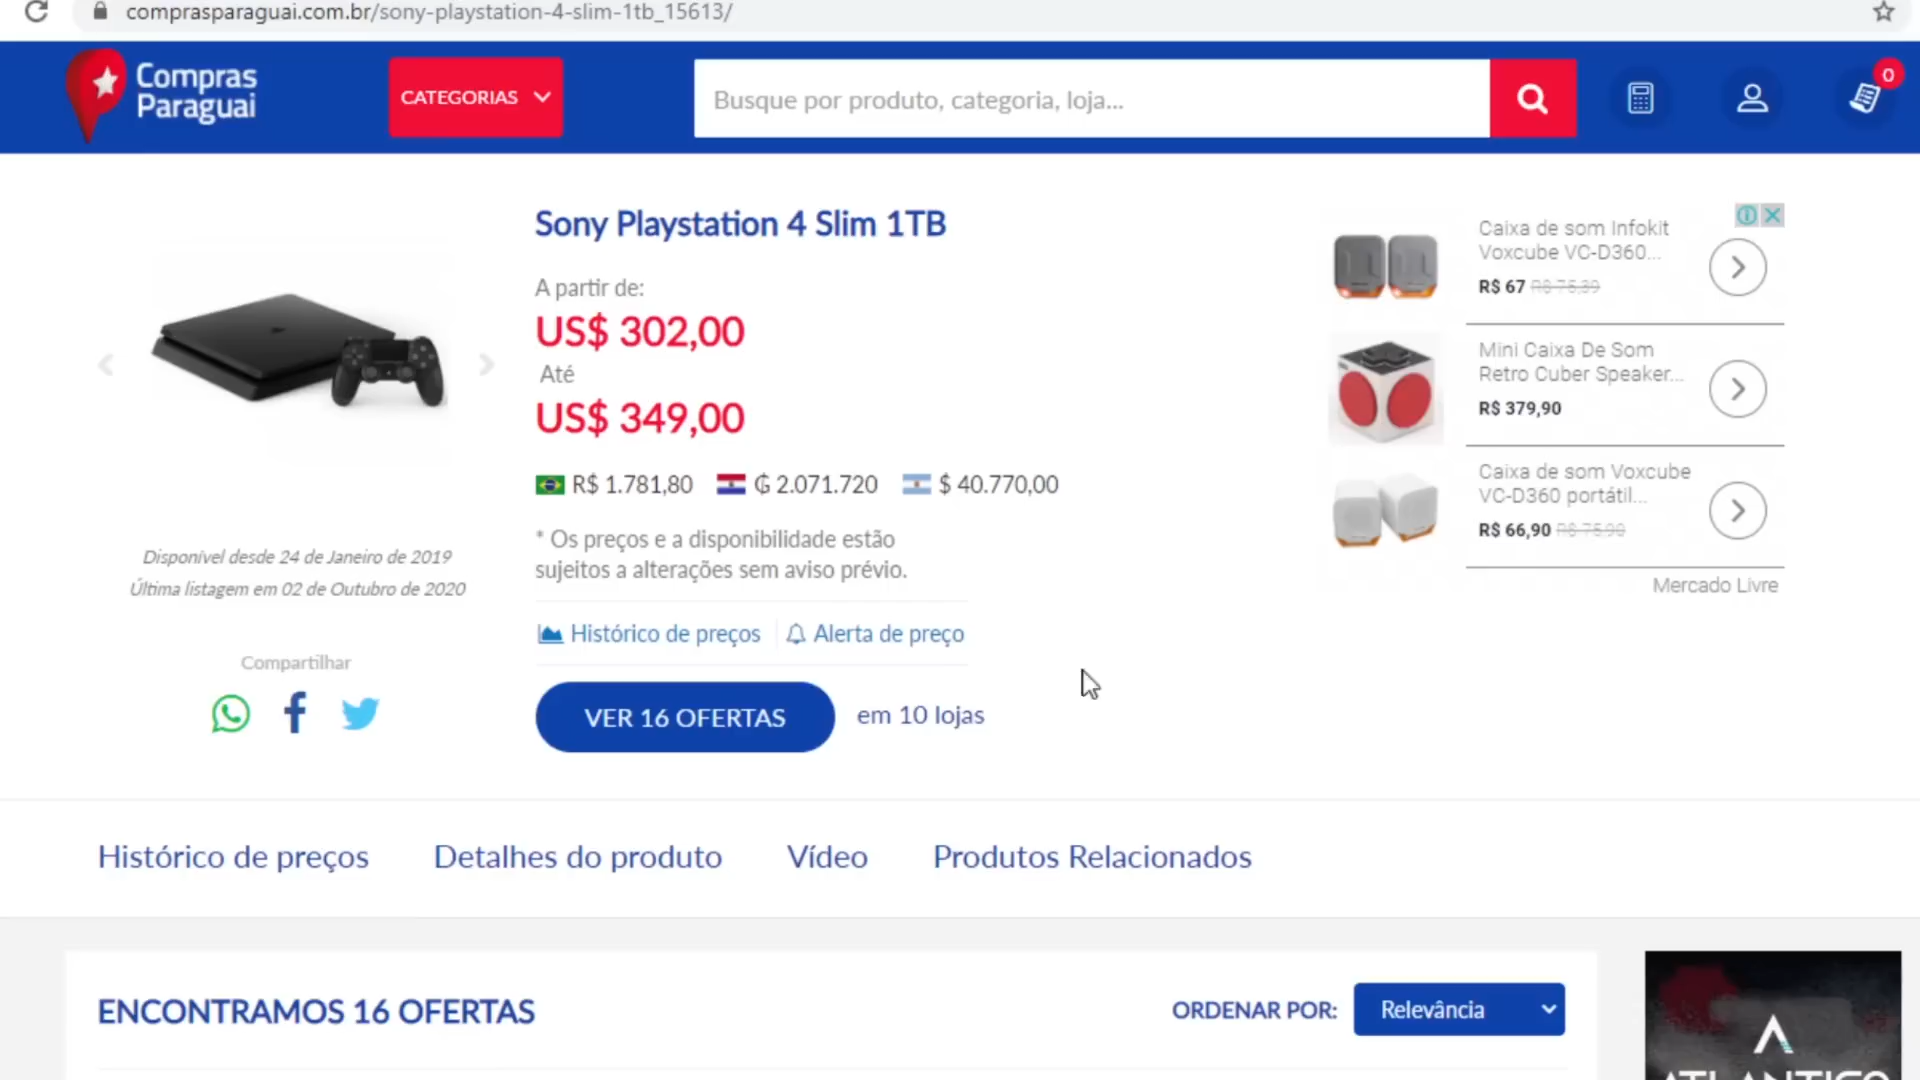 comprasparaguai.com.br/sony-playstation-4-slim-1tb_15613/
Compras
Paraguai
CATEGORIAS
Busque por produto, categoria, loja...
0
Sony Playstation 4 Slim 1TB
A partir de:
US$ 302,00
Até
US$ 349,00
R$ 1.781,80
₲ 2.071.720
$ 40.770,00
* Os preços e a disponibilidade estão
sujeitos a alterações sem aviso prévio.
Histórico de preços
Alerta de preço
VER 16 OFERTAS
em 10 lojas
Disponível desde 24 de Janeiro de 2019
Última listagem em 02 de Outubro de 2020
Compartilhar
Caixa de som Infokit
Voxcube VC-D360...
R$ 67 R$ 75,39
Mini Caixa De Som
Retro Cuber Speaker...
R$ 379,90
Caixa de som Voxcube
VC-D360 portátil...
R$ 66,90 R$ 75,90
Mercado Livre
Histórico de preços
Detalhes do produto
Vídeo
Produtos Relacionados
ENCONTRAMOS 16 OFERTAS
ORDENAR POR:
Relevância
ATLANTICO